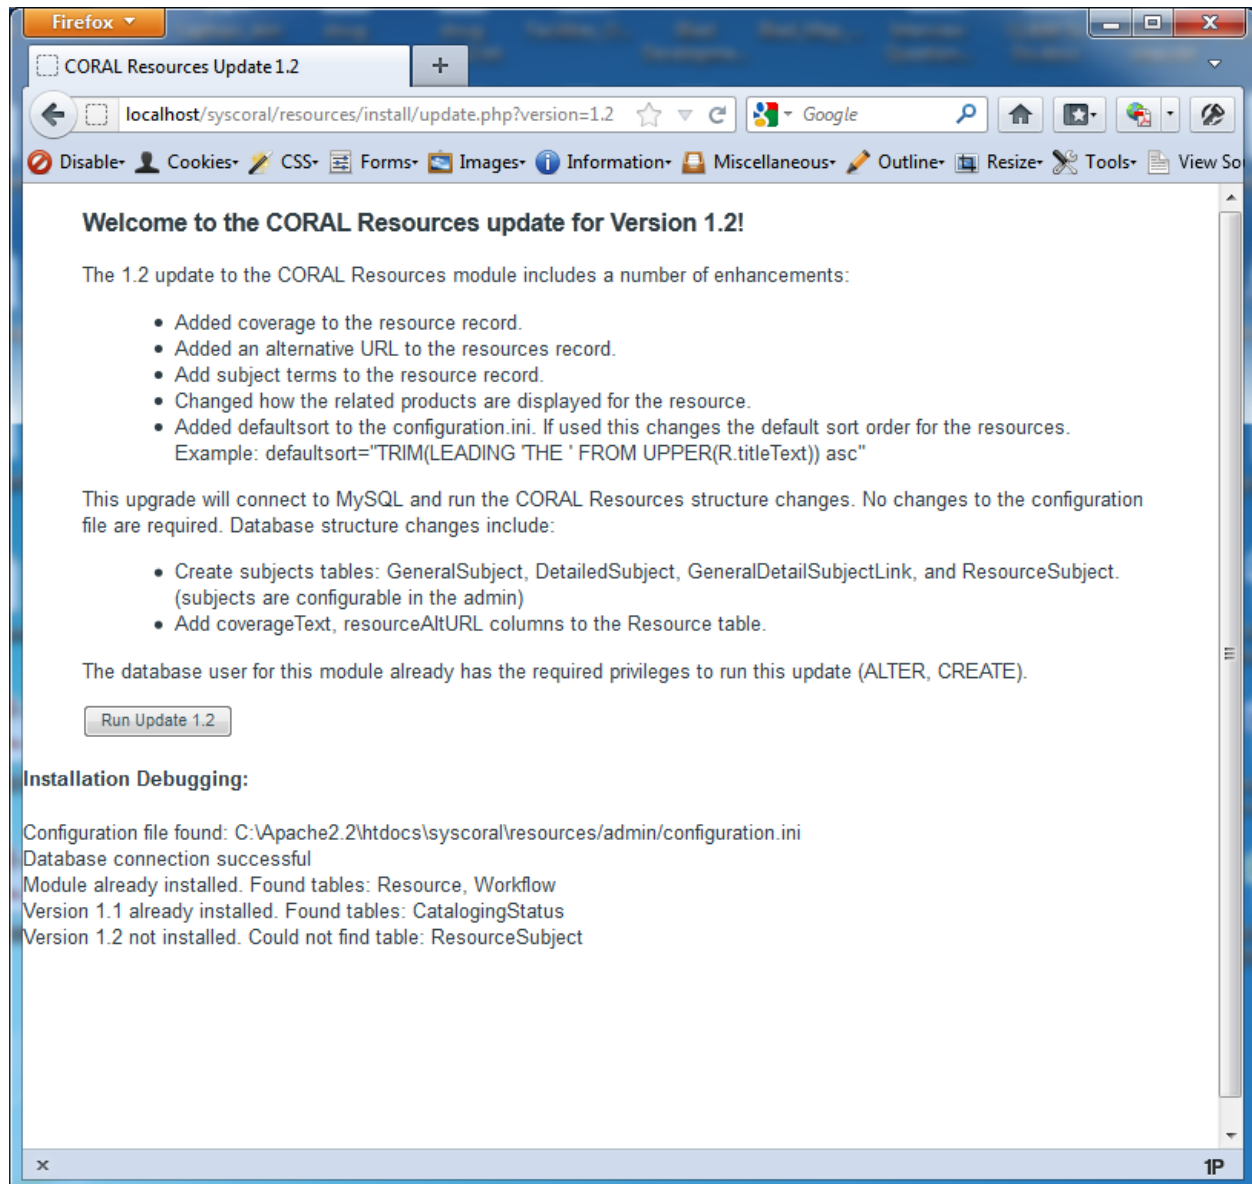 Firefox
CORAL Resources Update 1.2
localhost/syscoral/resources/install/update.php?version=1.2
Google
Disable Cookies CSS Forms Images Information Miscellaneous Outline Resize Tools View Sou
Welcome to the CORAL Resources update for Version 1.2!
The 1.2 update to the CORAL Resources module includes a number of enhancements:
Added coverage to the resource record.
Added an alternative URL to the resources record.
Add subject terms to the resource record.
Changed how the related products are displayed for the resource.
Added defaultsort to the configuration.ini. If used this changes the default sort order for the resources.
Example: defaultsort="TRIM(LEADING 'THE ' FROM UPPER(R.titleText)) asc"
This upgrade will connect to MySQL and run the CORAL Resources structure changes. No changes to the configuration
file are required. Database structure changes include:
Create subjects tables: GeneralSubject, DetailedSubject, GeneralDetailSubjectLink, and ResourceSubject.
(subjects are configurable in the admin)
Add coverageText, resourceAltURL columns to the Resource table.
The database user for this module already has the required privileges to run this update (ALTER, CREATE).
Run Update 1.2
Installation Debugging:
Configuration file found: C:\Apache2.2\htdocs\syscoral\resources/admin/configuration.ini
Database connection successful
Module already installed. Found tables: Resource, Workflow
Version 1.1 already installed. Found tables: CatalogingStatus
Version 1.2 not installed. Could not find table: ResourceSubject
1P